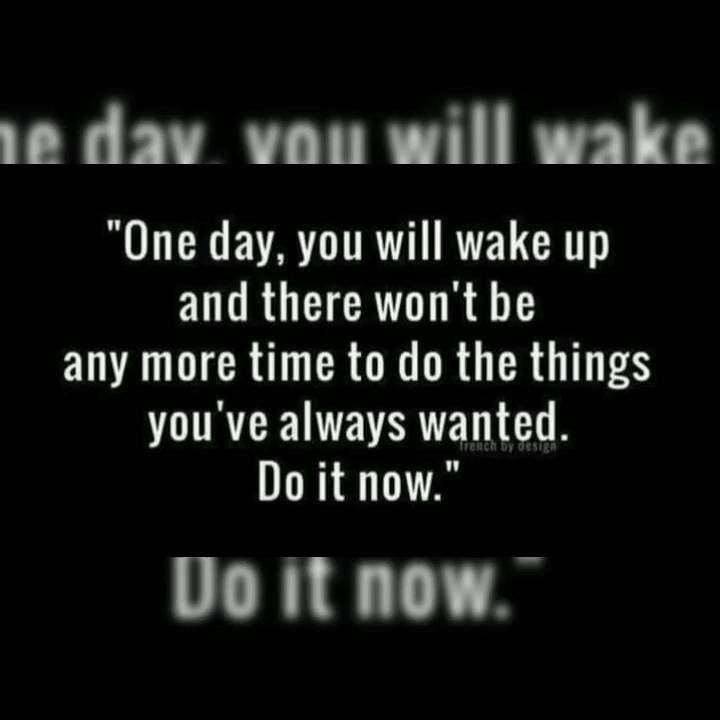 ne day, you will wake
"One day, you will wake up
and there won't be
any more time to do the things
you've always wanted.
french by design
Do it now."
Do it now."